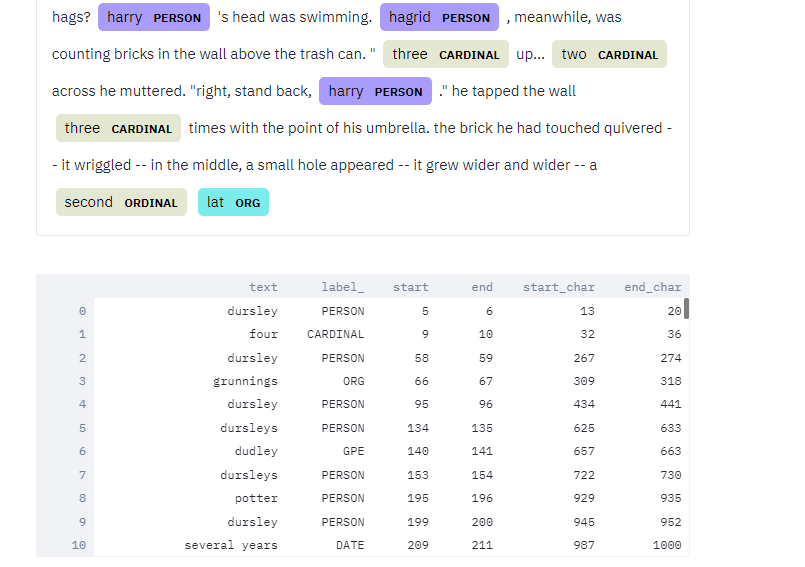 hags? harry PERSON 's head was swimming. hagrid PERSON , meanwhile, was
counting bricks in the wall above the trash can. " three CARDINAL up... two CARDINAL
across he muttered. "right, stand back, harry PERSON ." he tapped the wall
three CARDINAL times with the point of his umbrella. the brick he had touched quivered -
- it wriggled -- in the middle, a small hole appeared -- it grew wider and wider -- a
second ORDINAL lat ORG
text label_ start end start_char end_char
0 dursley PERSON 5 6 13 20
1 four CARDINAL 9 10 32 36
2 dursley PERSON 58 59 267 274
3 grunnings ORG 66 67 309 318
4 dursley PERSON 95 96 434 441
5 dursleys PERSON 134 135 625 633
6 dudley GPE 140 141 657 663
7 dursleys PERSON 153 154 722 730
8 potter PERSON 195 196 929 935
9 dursley PERSON 199 200 945 952
10 several years DATE 209 211 987 1000